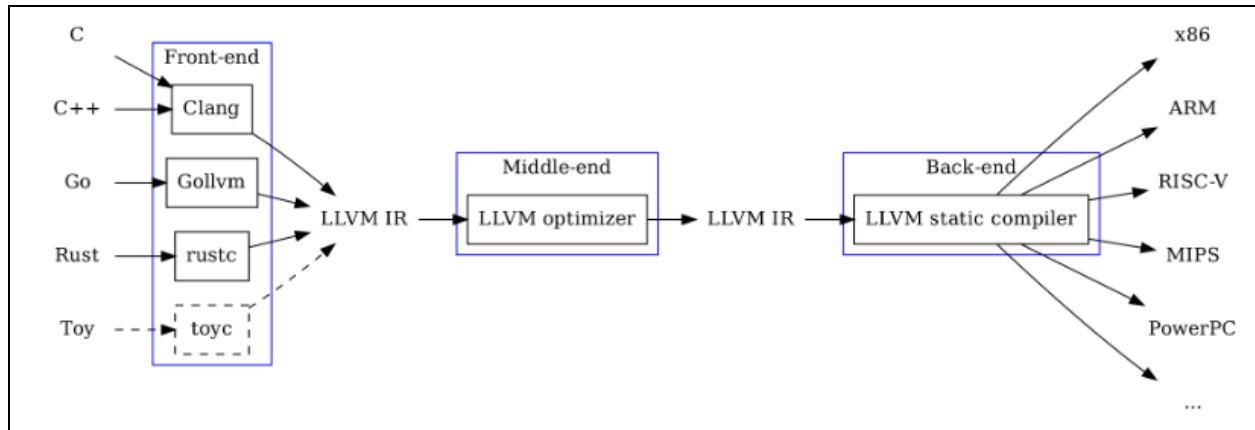 C
C++
Go
Rust
Toy
Front-end
Clang
Gollvm
rustc
toyc
LLVM IR
Middle-end
LLVM optimizer
LLVM IR
Back-end
LLVM static compiler
x86
ARM
RISC-V
MIPS
PowerPC
...